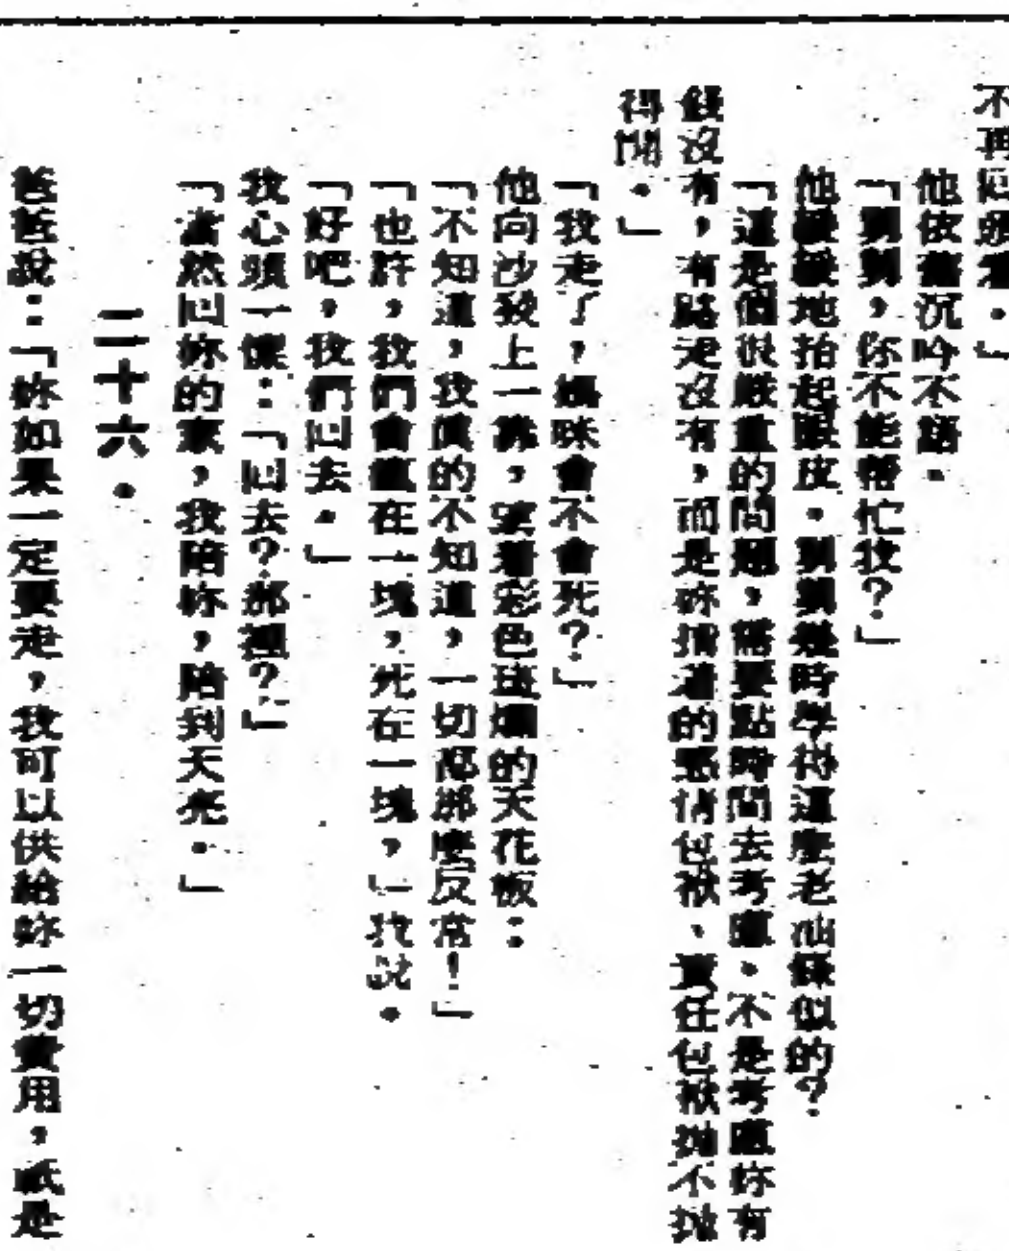 不再回頭看。」
他依舊沉吟不語。
「舅舅,你不能幫忙我?」
他緩緩地抬起眼皮。舅舅幾時學得這麼老油條似的?
「這是個很嚴重的問題,需要點時間去考慮。不是考慮妳有
錢沒有,有路走沒有,而是妳揹著的感情包袱、責任包袱拋不拋
得開。」
「我走了,媽咪會不會死?」
他向沙發上一靠,望著彩色斑爛的天花板:
「不知道,我真的不知道,一切都那麼反常!」
「也許,我們會死在一塊,死在一塊,」我說。
「好吧,我們回去。」
我心頭一懍:「回去?那裡?」
「當然回妳的家,我陪妳,陪到天亮。」
二十六。
爸爸說:「妳如果一定要走,我可以供給妳一切費用,祇是